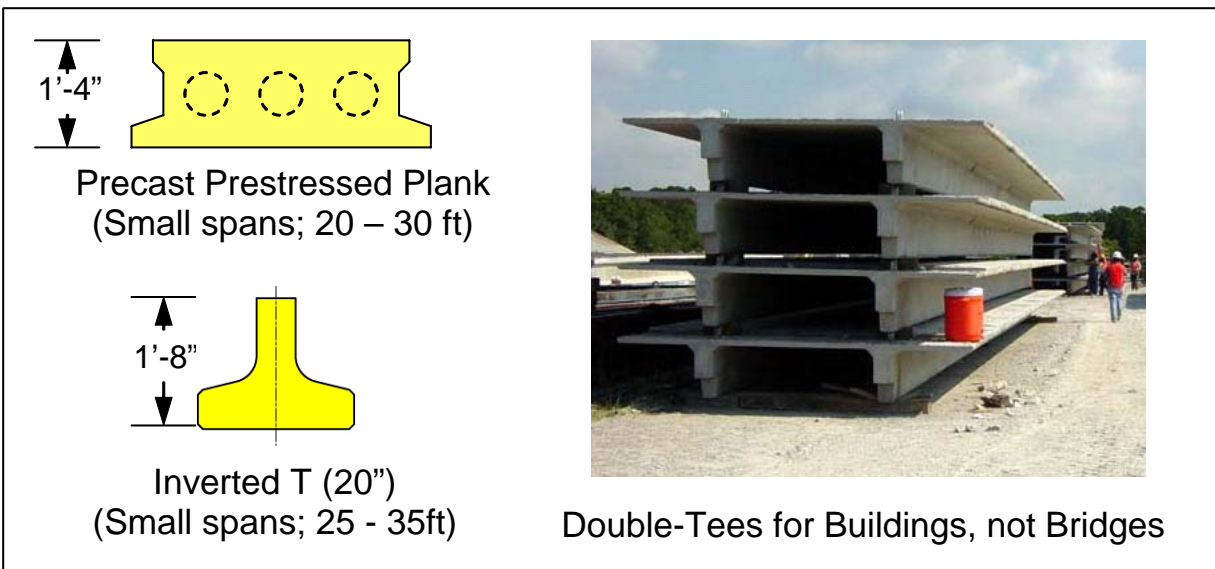 1’-4”
Precast Prestressed Plank
(Small spans; 20 – 30 ft)
1’-8”
Inverted T (20”)
(Small spans; 25 - 35ft)
Double-Tees for Buildings, not Bridges